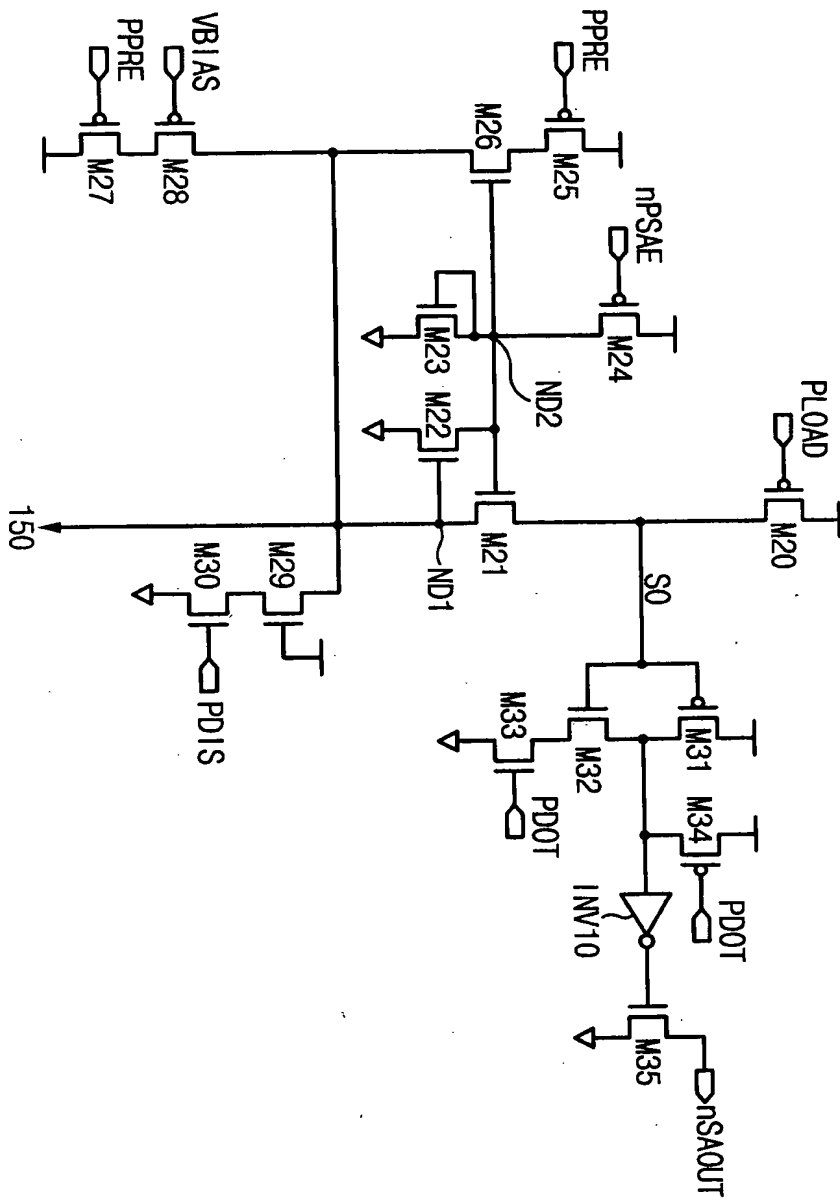 PPRE
VBIAS
PPRE
M26
M25
M27
M28
nPSAE
M23
M24
ND2
M22
PLOAD
M21
M20
ND1
150
M30
M29
SO
PDIS
M33
M32
M31
PDOT
M34
PDOT
INV10
M35
nSAOUT